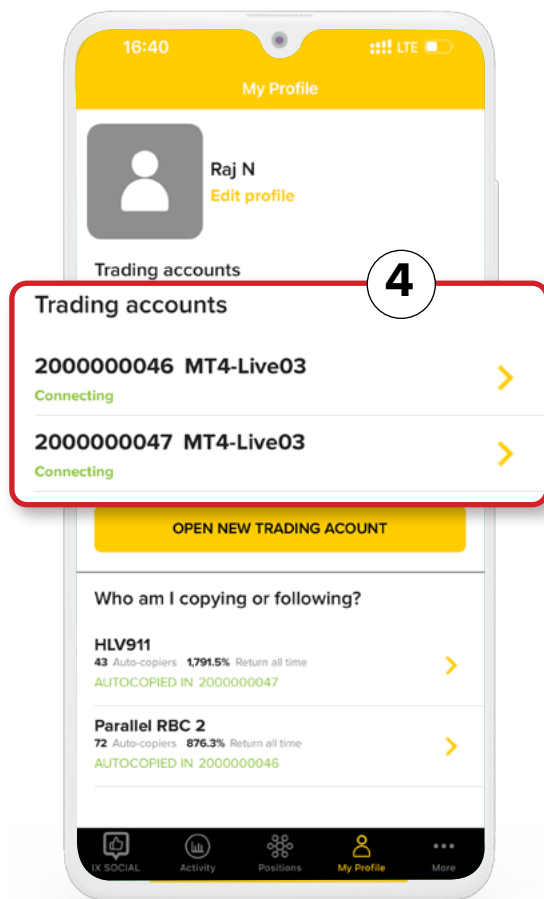 16:40
LTE
My Profile
Raj N
Edit profile
Trading accounts
4
Trading accounts
2000000046 MT4-Live03
Connecting
2000000047 MT4-Live03
Connecting
OPEN NEW TRADING ACOUNT
Who am I copying or following?
HLV911
43 Auto-copiers 1,791.5% Return all time
AUTOCOPIED IN 2000000047
Parallel RBC 2
72 Auto-copiers 876.3% Return all time
AUTOCOPIED IN 2000000046
IX SOCIAL Activity Positions My Profile More